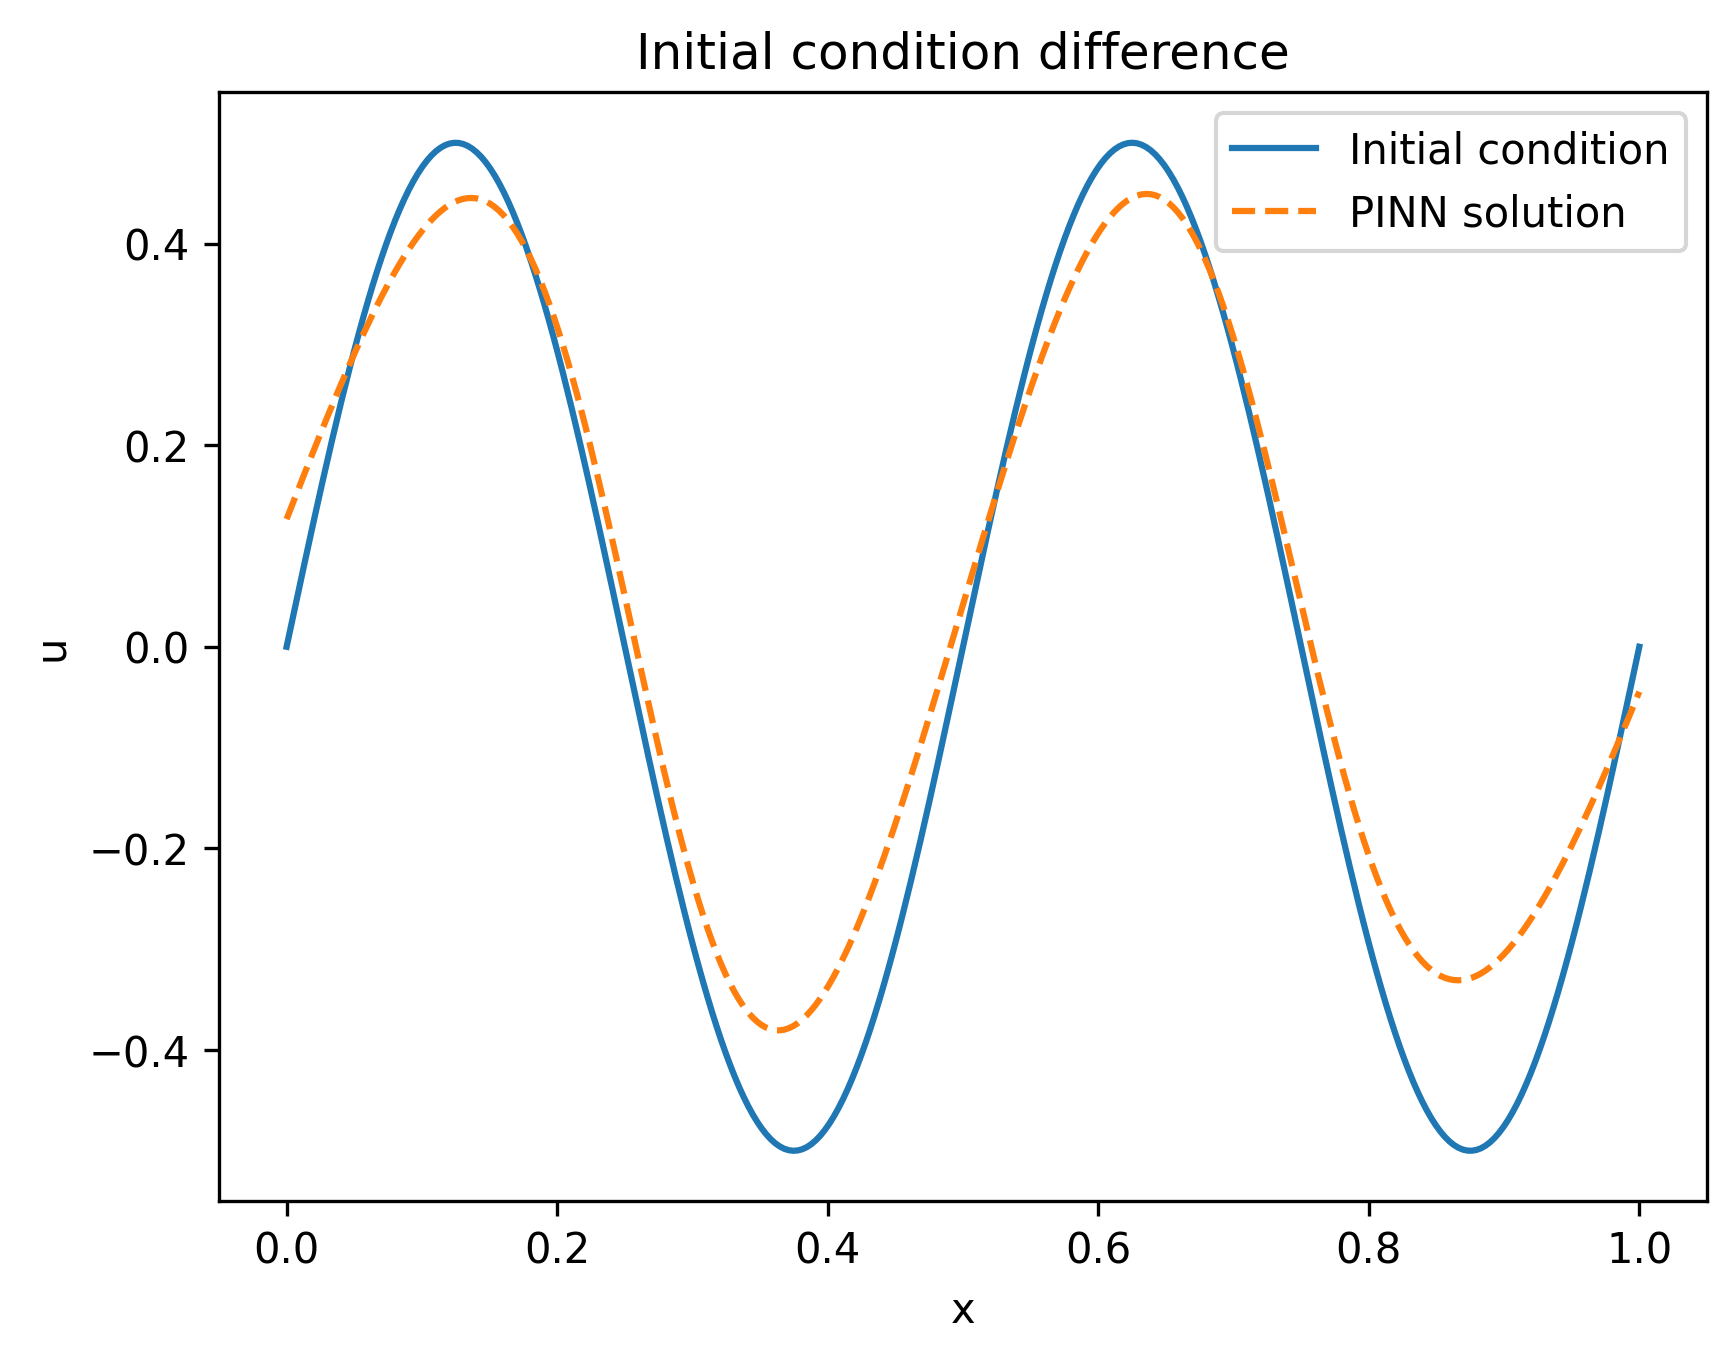 Initial condition difference
Initial condition
PINN solution
0.4
0.2
0.0
−0.2
−0.4
u
0.0 0.2 0.4 0.6 0.8 1.0
x